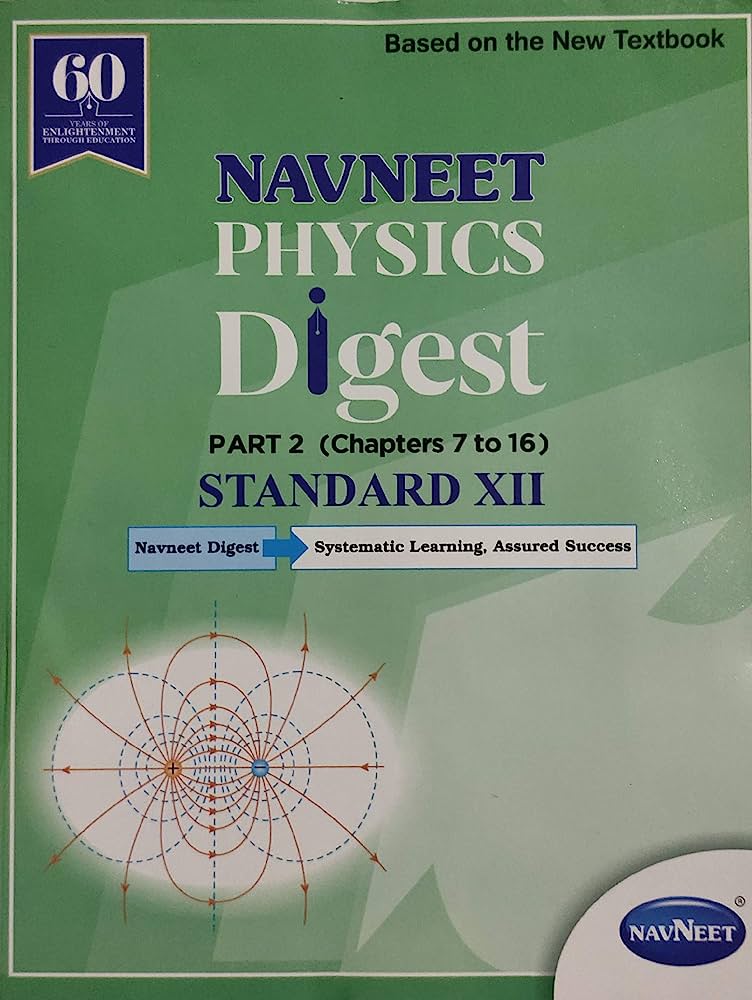 Based on the New Textbook
60
YEARS OF
ENLIGHTENMENT
THROUGH EDUCATION
NAVNEET
PHYSICS
Digest
PART 2 (Chapters 7 to 16)
STANDARD XII
Navneet Digest
Systematic Learning, Assured Success
+
−
®
NAVNEET